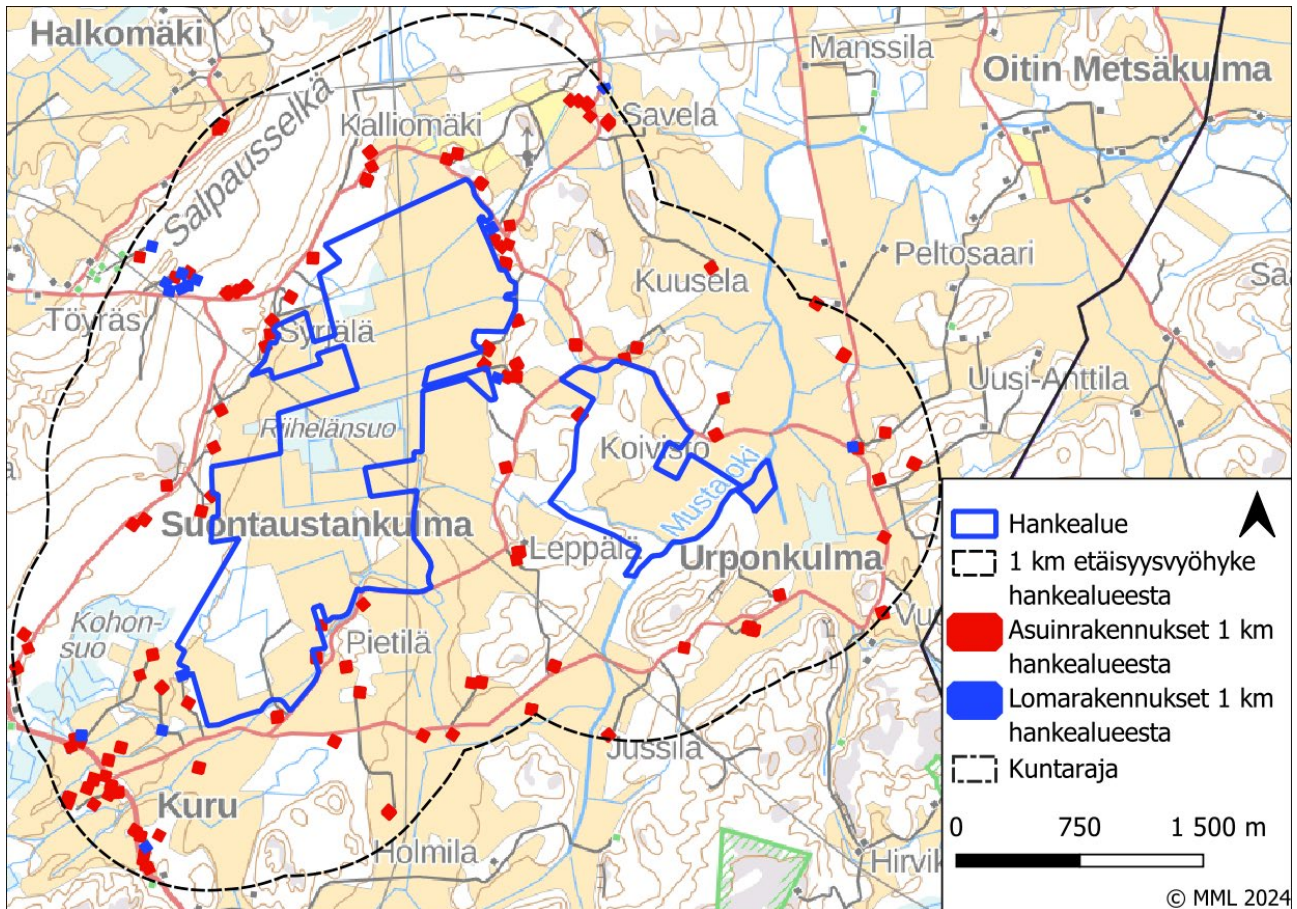 Halkomäki
Manssila
Oitin Metsäkulma
Savela
Kalliomäki
Salpausselkä
Peltosaari
Kuusela
Töyräs
Syrjälä
Uusi-Anttila
Riihelänsuo
Koivisto
Mustajoki
Suontaustankulma
Leppälä
Urponkulma
Kohon-
suo
Pietilä
Jussila
Kuru
Holmila
Hankealue
1 km etäisyysvyöhyke
hankealueesta
Asuinrakennukset 1 km
hankealueesta
Lomarakennukset 1 km
hankealueesta
Kuntaraja
0 750 1 500 m
© MML 2024